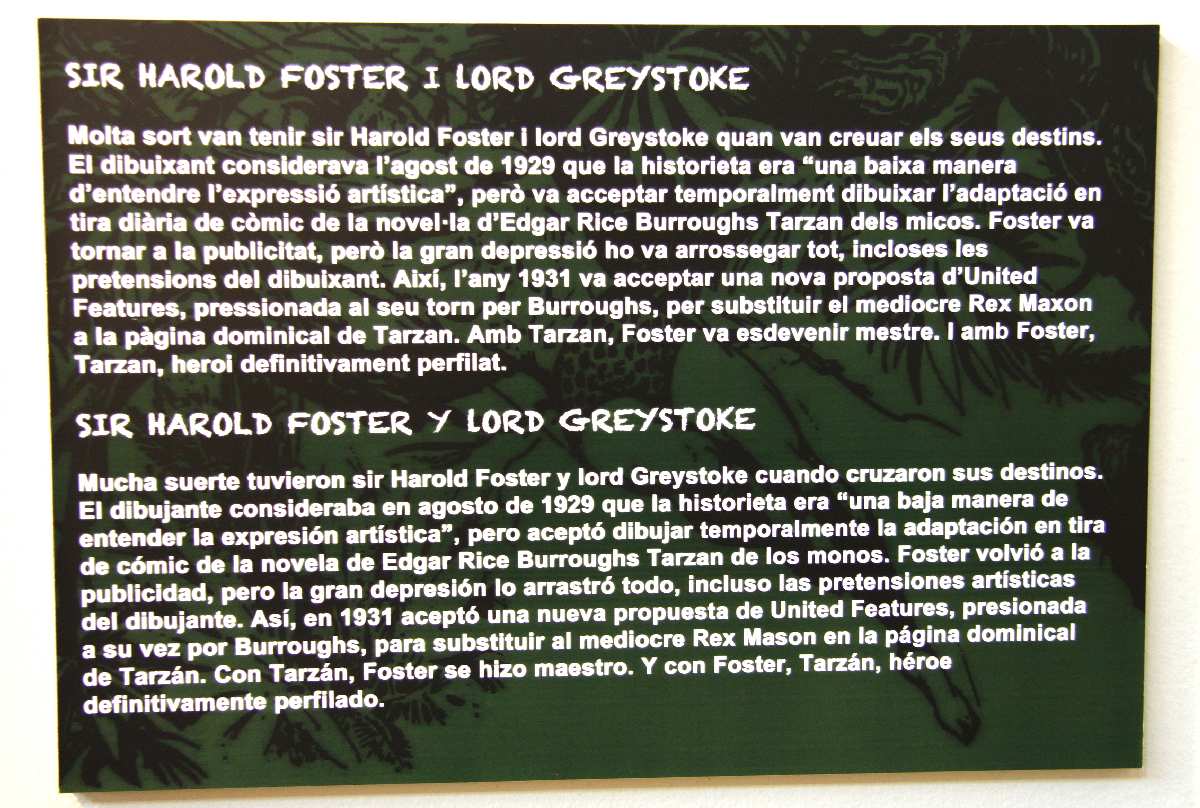 SIR HAROLD FOSTER I LORD GREYSTOKE
Molta sort van tenir sir Harold Foster i lord Greystoke quan van creuar els seus destins.
El dibuixant considerava l'agost de 1929 que la historieta era “una baixa manera
d'entendre l'expressió artística”, però va acceptar temporalment dibuixar l'adaptació en
tira diària de còmic de la novel·la d'Edgar Rice Burroughs Tarzan dels micos. Foster va
tornar a la publicitat, però la gran depressió ho va arrossegar tot, incloses les
pretensions del dibuixant. Així, l'any 1931 va acceptar una nova proposta d'United
Features, pressionada al seu torn per Burroughs, per substituir el mediocre Rex Maxon
a la pàgina dominical de Tarzan. Amb Tarzan, Foster va esdevenir mestre. I amb Foster,
Tarzan, heroi definitivament perfilat.
SIR HAROLD FOSTER Y LORD GREYSTOKE
Mucha suerte tuvieron sir Harold Foster y lord Greystoke cuando cruzaron sus destinos.
El dibujante consideraba en agosto de 1929 que la historieta era “una baja manera de
entender la expresión artística”, pero aceptó dibujar temporalmente la adaptación en tira
de cómic de la novela de Edgar Rice Burroughs Tarzan de los monos. Foster volvió a la
publicidad, pero la gran depresión lo arrastró todo, incluso las pretensiones artísticas
del dibujante. Así, en 1931 aceptó una nueva propuesta de United Features, presionada
a su vez por Burroughs, para substituir al mediocre Rex Mason en la página dominical
de Tarzán. Con Tarzán, Foster se hizo maestro. Y con Foster, Tarzán, héroe
definitivamente perfilado.